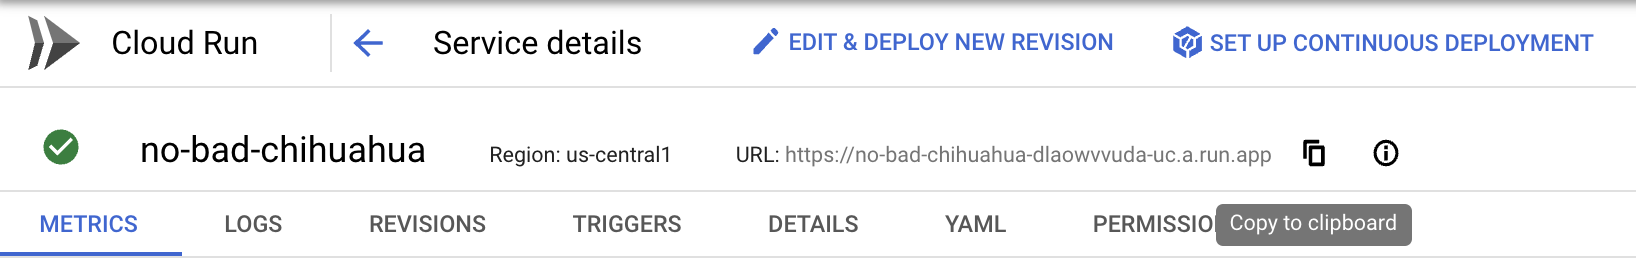 Cloud Run Service details EDIT & DEPLOY NEW REVISION SET UP CONTINUOUS DEPLOYMENT
no-bad-chihuahua Region: us-central1 URL: https://no-bad-chihuahua-dlaowvvuda-uc.a.run.app
METRICS LOGS REVISIONS TRIGGERS DETAILS YAML PERMISSIO Copy to clipboard